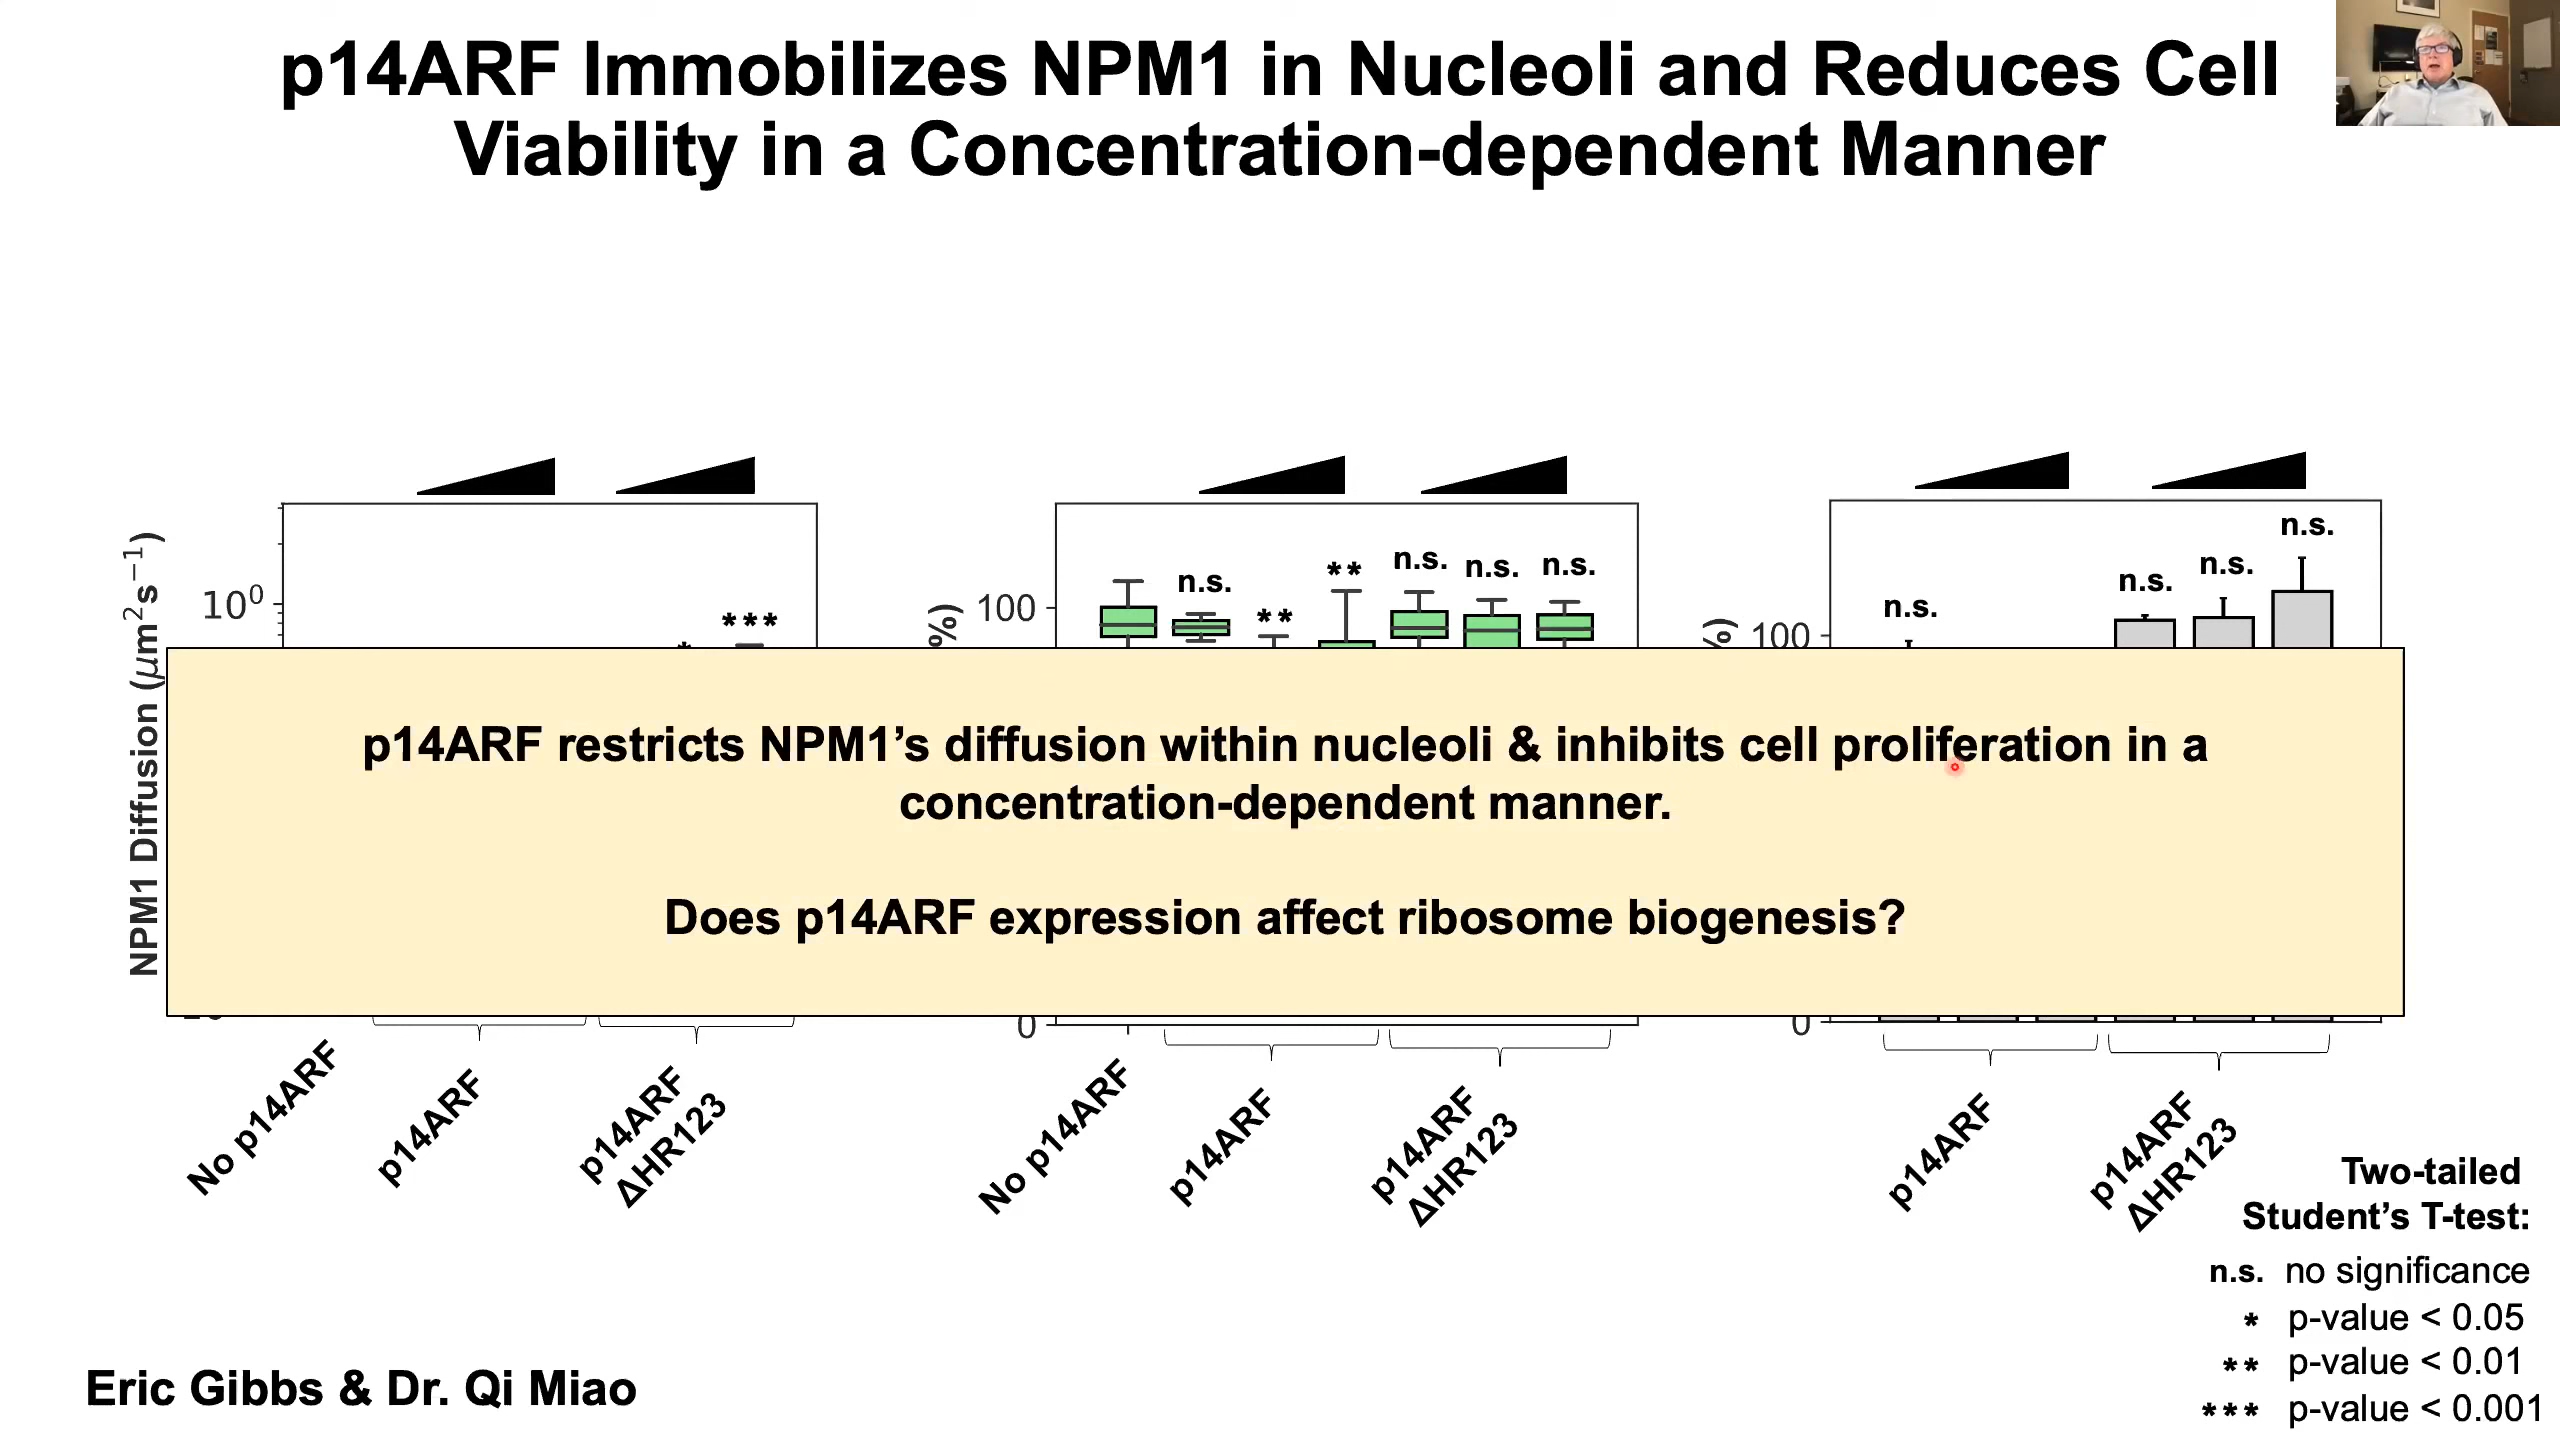 p14ARF Immobilizes NPM1 in Nucleoli and Reduces Cell
Viability in a Concentration-dependent Manner
NPM1 Diffusion (μm²s⁻¹)
10⁰
*
***
%)
100
n.s.
**
**
n.s.
n.s.
n.s.
0
%)
100
n.s.
n.s.
n.s.
n.s.
0
p14ARF restricts NPM1’s diffusion within nucleoli & inhibits cell proliferation in a
concentration-dependent manner.
Does p14ARF expression affect ribosome biogenesis?
No p14ARF
p14ARF
p14ARF
ΔHR123
No p14ARF
p14ARF
p14ARF
ΔHR123
p14ARF
p14ARF
ΔHR123
Two-tailed
Student’s T-test:
n.s. no significance
* p-value < 0.05
** p-value < 0.01
*** p-value < 0.001
Eric Gibbs & Dr. Qi Miao